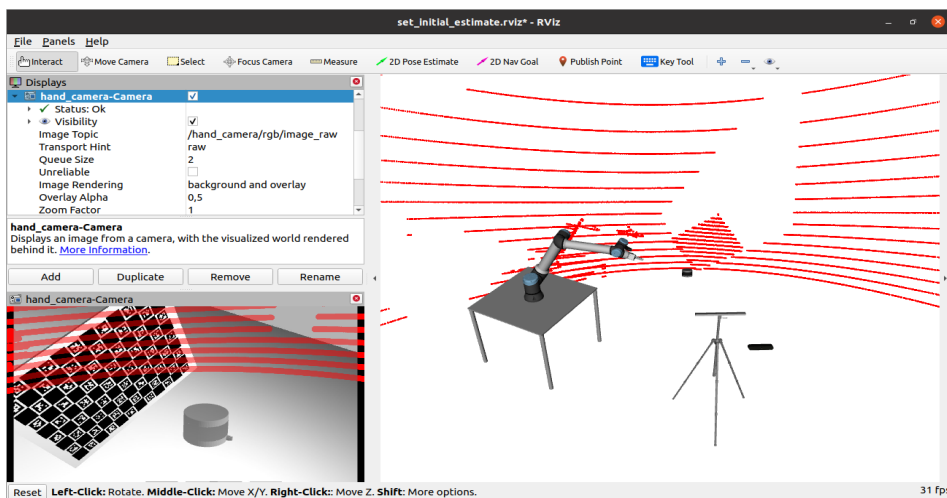 set_initial_estimate.rviz* - RViz
File Panels Help
Interact Move Camera Select Focus Camera Measure 2D Pose Estimate 2D Nav Goal Publish Point Key Tool
Displays
hand_camera-Camera
Status: Ok
Visibility
Image Topic /hand_camera/rgb/image_raw
Transport Hint raw
Queue Size 2
Unreliable
Image Rendering background and overlay
Overlay Alpha 0,5
Zoom Factor 1
hand_camera-Camera
Displays an image from a camera, with the visualized world rendered
behind it. More Information.
Add Duplicate Remove Rename
hand_camera-Camera
Reset Left-Click: Rotate. Middle-Click: Move X/Y. Right-Click:: Move Z. Shift: More options.
31 fps